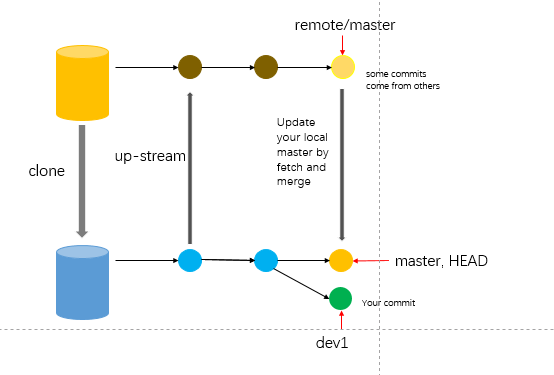 remote/master
some commits
come from others
Update
your local
master by
fetch and
merge
up-stream
clone
master, HEAD
Your commit
dev1